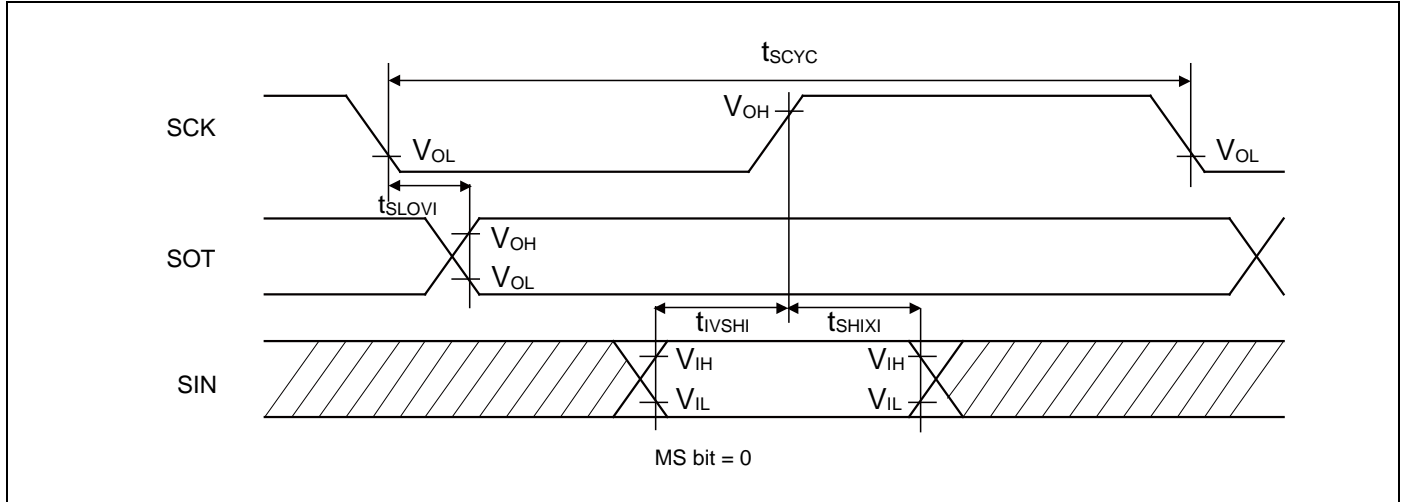 tSCYC
SCK
VOH
VOL
VOL
tSLOVI
SOT
VOH
VOL
tIVSHI
tSHIXI
SIN
VIH
VIH
VIL
VIL
MS bit = 0